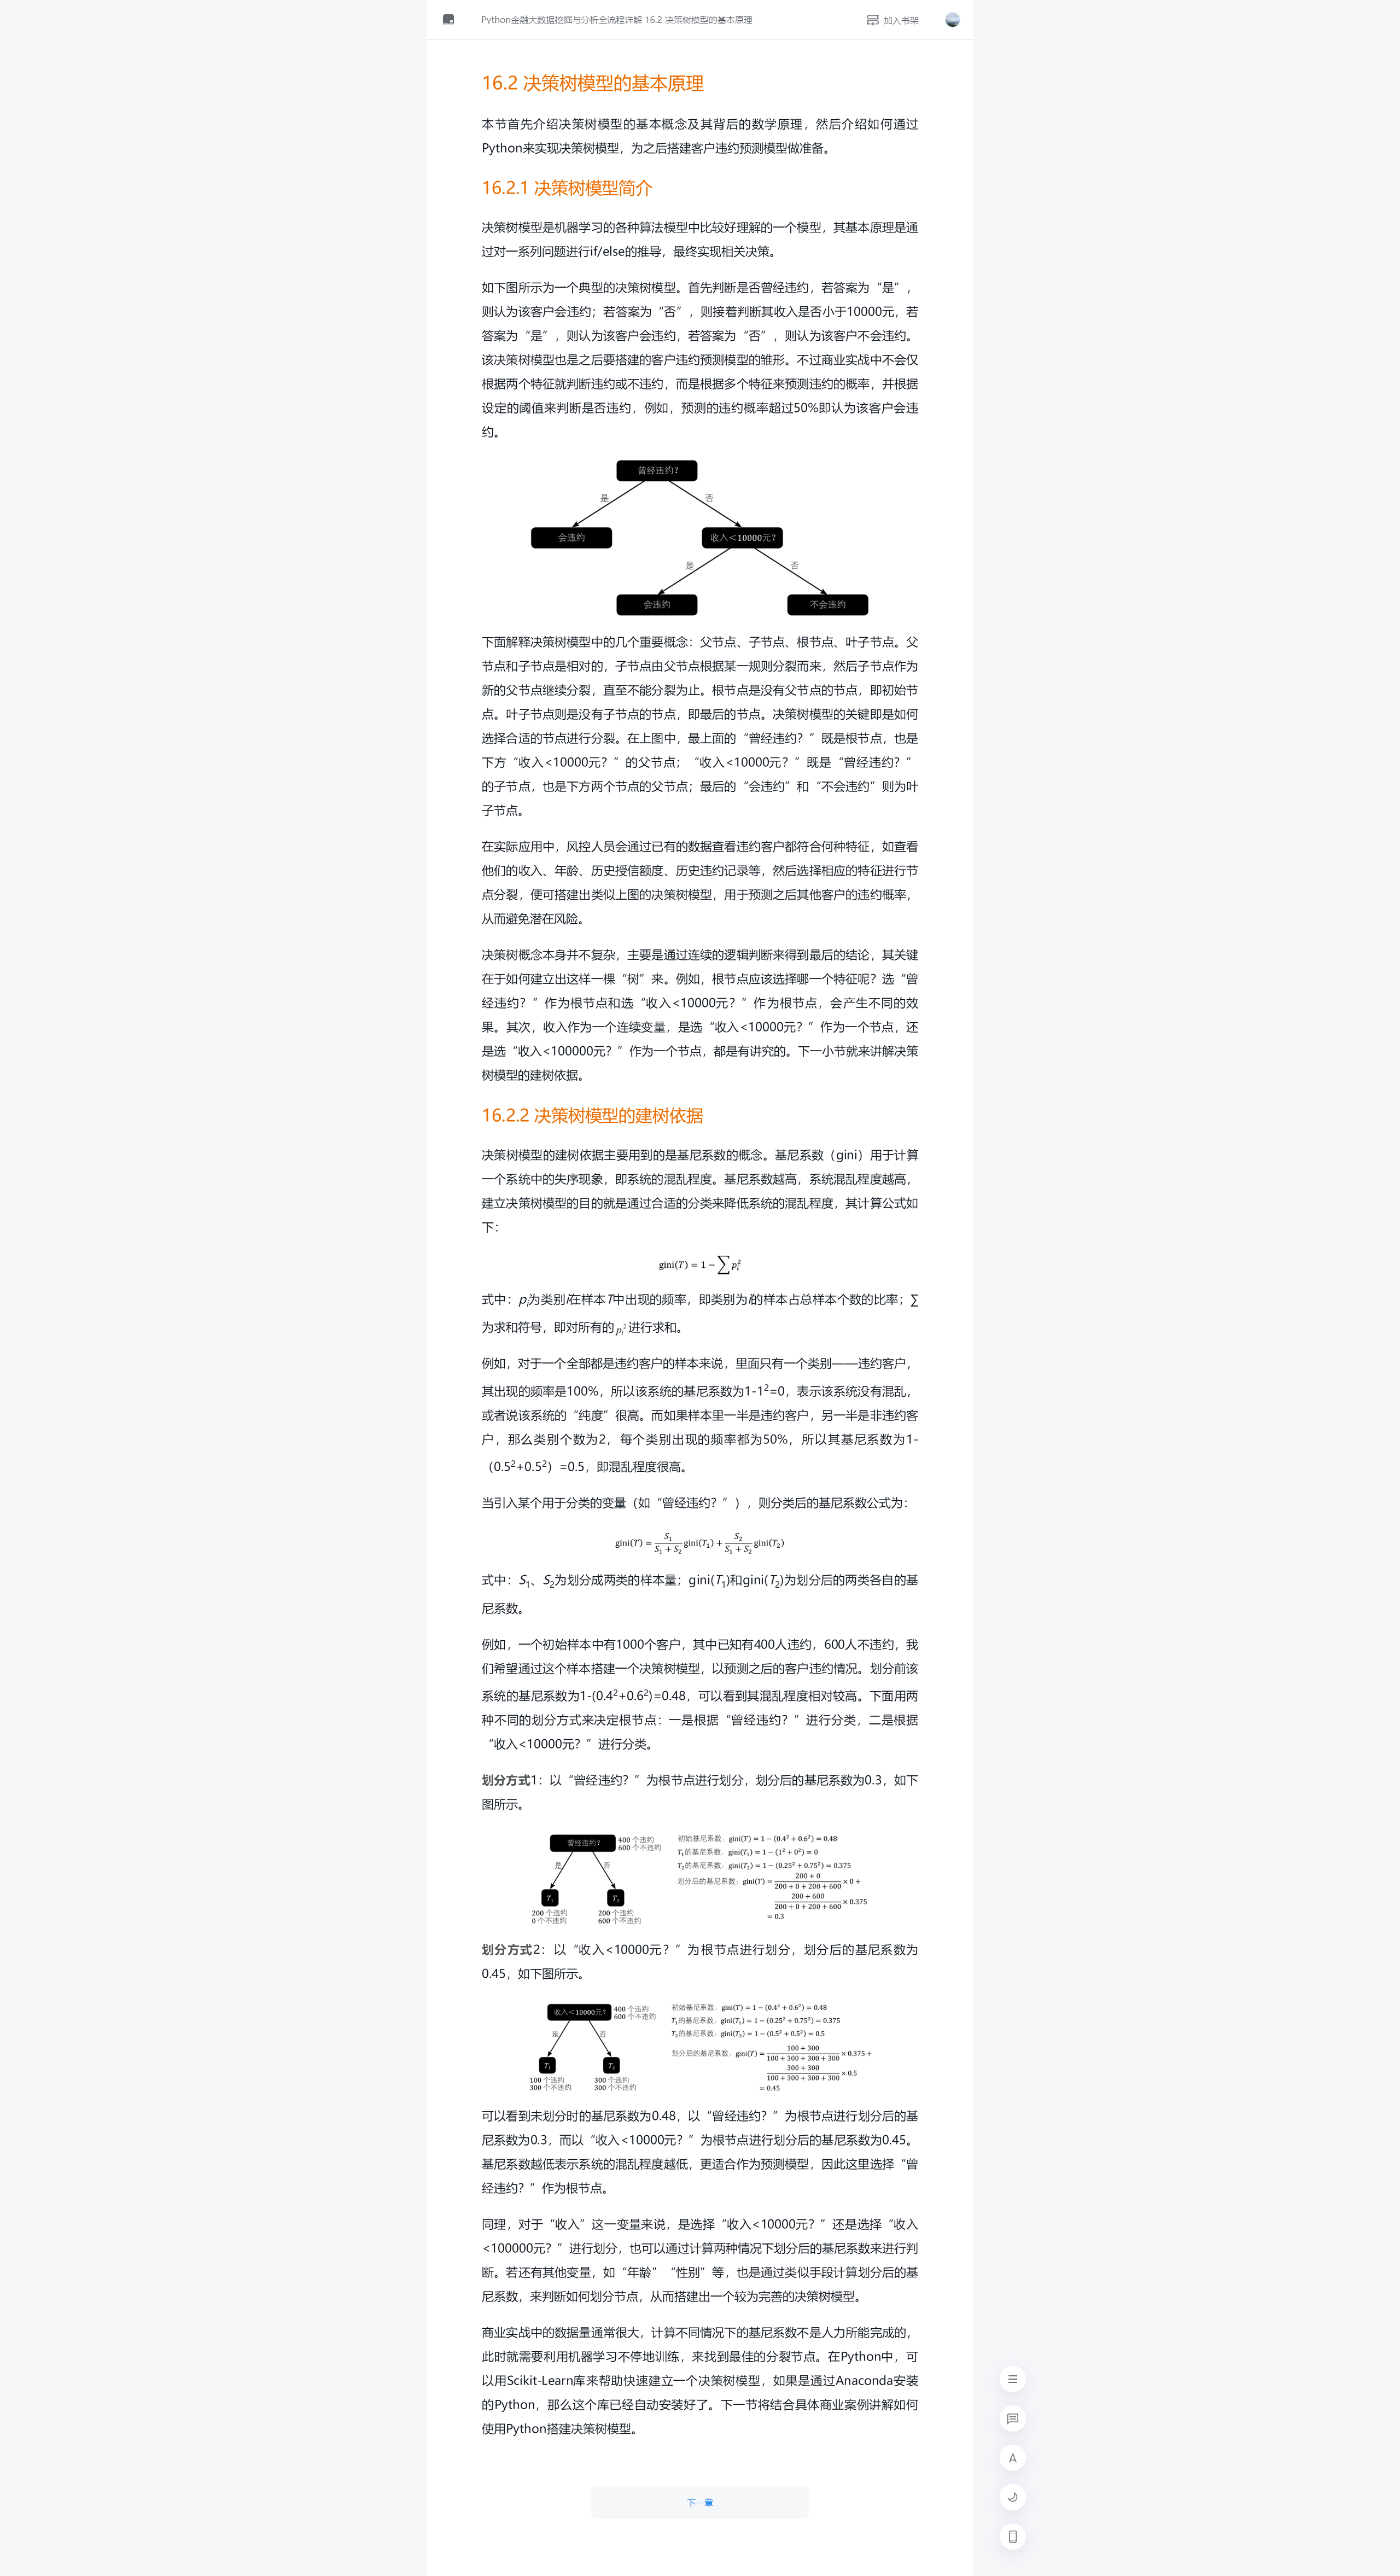 Python金融大数据挖掘与分析全流程详解 16.2 决策树模型的基本原理
加入书架
16.2 决策树模型的基本原理
本节首先介绍决策树模型的基本概念及其背后的数学原理，然后介绍如何通过
Python来实现决策树模型，为之后搭建客户违约预测模型做准备。
16.2.1 决策树模型简介
决策树模型是机器学习的各种算法模型中比较好理解的一个模型，其基本原理是通
过对一系列问题进行if/else的推导，最终实现相关决策。
如下图所示为一个典型的决策树模型。首先判断是否曾经违约，若答案为“是”，
则认为该客户会违约；若答案为“否”，则接着判断其收入是否小于10000元，若
答案为“是”，则认为该客户会违约，若答案为“否”，则认为该客户不会违约。
该决策树模型也是之后要搭建的客户违约预测模型的雏形。不过商业实战中不会仅
根据两个特征就判断违约或不违约，而是根据多个特征来预测违约的概率，并根据
设定的阈值来判断是否违约，例如，预测的违约概率超过50%即认为该客户会违
约。
曾经违约?
是
否
会违约
收入<10000元?
是
否
会违约
不会违约
下面解释决策树模型中的几个重要概念：父节点、子节点、根节点、叶子节点。父
节点和子节点是相对的，子节点由父节点根据某一规则分裂而来，然后子节点作为
新的父节点继续分裂，直至不能分裂为止。根节点是没有父节点的节点，即初始节
点。叶子节点则是没有子节点的节点，即最后的节点。决策树模型的关键即是如何
选择合适的节点进行分裂。在上图中，最上面的“曾经违约？”既是根节点，也是
下方“收入<10000元？”的父节点；“收入<10000元？”既是“曾经违约？”
的子节点，也是下方两个节点的父节点；最后的“会违约”和“不会违约”则为叶
子节点。
在实际应用中，风控人员会通过已有的数据查看违约客户都符合何种特征，如查看
他们的收入、年龄、历史授信额度、历史违约记录等，然后选择相应的特征进行节
点分裂，便可搭建出类似上图的决策树模型，用于预测之后其他客户的违约概率，
从而避免潜在风险。
决策树概念本身并不复杂，主要是通过连续的逻辑判断来得到最后的结论，其关键
在于如何建立出这样一棵“树”来。例如，根节点应该选择哪一个特征呢？选“曾
经违约？”作为根节点和选“收入<10000元？”作为根节点，会产生不同的效
果。其次，收入作为一个连续变量，是选“收入<10000元？”作为一个节点，还
是选“收入<100000元？”作为一个节点，都是有讲究的。下一小节就来讲解决策
树模型的建树依据。
16.2.2 决策树模型的建树依据
决策树模型的建树依据主要用到的是基尼系数的概念。基尼系数（gini）用于计算
一个系统中的失序现象，即系统的混乱程度。基尼系数越高，系统混乱程度越高，
建立决策树模型的目的就是通过合适的分类来降低系统的混乱程度，其计算公式如
下：
gini(T) = 1 − ∑ pᵢ²
式中：pᵢ为类别i在样本T中出现的频率，即类别为i的样本占总样本个数的比率；∑
为求和符号，即对所有的pᵢ²进行求和。
例如，对于一个全部都是违约客户的样本来说，里面只有一个类别——违约客户，
其出现的频率是100%，所以该系统的基尼系数为1-1²=0，表示该系统没有混乱，
或者说该系统的“纯度”很高。而如果样本里一半是违约客户，另一半是非违约客
户，那么类别个数为2，每个类别出现的频率都为50%，所以其基尼系数为1-
（0.5²+0.5²）=0.5，即混乱程度很高。
当引入某个用于分类的变量（如“曾经违约？”），则分类后的基尼系数公式为：
gini(T) = S₁/(S₁ + S₂) gini(T₁) + S₂/(S₁ + S₂) gini(T₂)
式中：S₁、S₂为划分成两类的样本量；gini(T₁)和gini(T₂)为划分后的两类各自的基
尼系数。
例如，一个初始样本中有1000个客户，其中已知有400人违约，600人不违约，我
们希望通过这个样本搭建一个决策树模型，以预测之后的客户违约情况。划分前该
系统的基尼系数为1-(0.4²+0.6²)=0.48，可以看到其混乱程度相对较高。下面用两
种不同的划分方式来决定根节点：一是根据“曾经违约？”进行分类，二是根据
“收入<10000元？”进行分类。
划分方式1：以“曾经违约？”为根节点进行划分，划分后的基尼系数为0.3，如下
图所示。
曾经违约?
400 个违约
600 个不违约
是
否
T₁
T₂
200 个违约
0 个不违约
200 个违约
600 个不违约
初始基尼系数：gini(T) = 1 − (0.4² + 0.6²) = 0.48
T₁的基尼系数：gini(T₁) = 1 − (1² + 0²) = 0
T₂的基尼系数：gini(T₂) = 1 − (0.25² + 0.75²) = 0.375
划分后的基尼系数：gini(T) = (200 + 0)/(200 + 0 + 200 + 600) × 0 +
(200 + 600)/(200 + 0 + 200 + 600) × 0.375
= 0.3
划分方式2：以“收入<10000元？”为根节点进行划分，划分后的基尼系数为
0.45，如下图所示。
收入<10000元?
400 个违约
600 个不违约
是
否
T₁
T₂
100 个违约
300 个不违约
300 个违约
300 个不违约
初始基尼系数：gini(T) = 1 − (0.4² + 0.6²) = 0.48
T₁的基尼系数：gini(T₁) = 1 − (0.25² + 0.75²) = 0.375
T₂的基尼系数：gini(T₂) = 1 − (0.5² + 0.5²) = 0.5
划分后的基尼系数：gini(T) = (100 + 300)/(100 + 300 + 300 + 300) × 0.375 +
(300 + 300)/(100 + 300 + 300 + 300) × 0.5
= 0.45
可以看到未划分时的基尼系数为0.48，以“曾经违约？”为根节点进行划分后的基
尼系数为0.3，而以“收入<10000元？”为根节点进行划分后的基尼系数为0.45。
基尼系数越低表示系统的混乱程度越低，更适合作为预测模型，因此这里选择“曾
经违约？”作为根节点。
同理，对于“收入”这一变量来说，是选择“收入<10000元？”还是选择“收入
<100000元？”进行划分，也可以通过计算两种情况下划分后的基尼系数来进行判
断。若还有其他变量，如“年龄”“性别”等，也是通过类似手段计算划分后的基
尼系数，来判断如何划分节点，从而搭建出一个较为完善的决策树模型。
商业实战中的数据量通常很大，计算不同情况下的基尼系数不是人力所能完成的，
此时就需要利用机器学习不停地训练，来找到最佳的分裂节点。在Python中，可
以用Scikit-Learn库来帮助快速建立一个决策树模型，如果是通过Anaconda安装
的Python，那么这个库已经自动安装好了。下一节将结合具体商业案例讲解如何
使用Python搭建决策树模型。
下一章
A